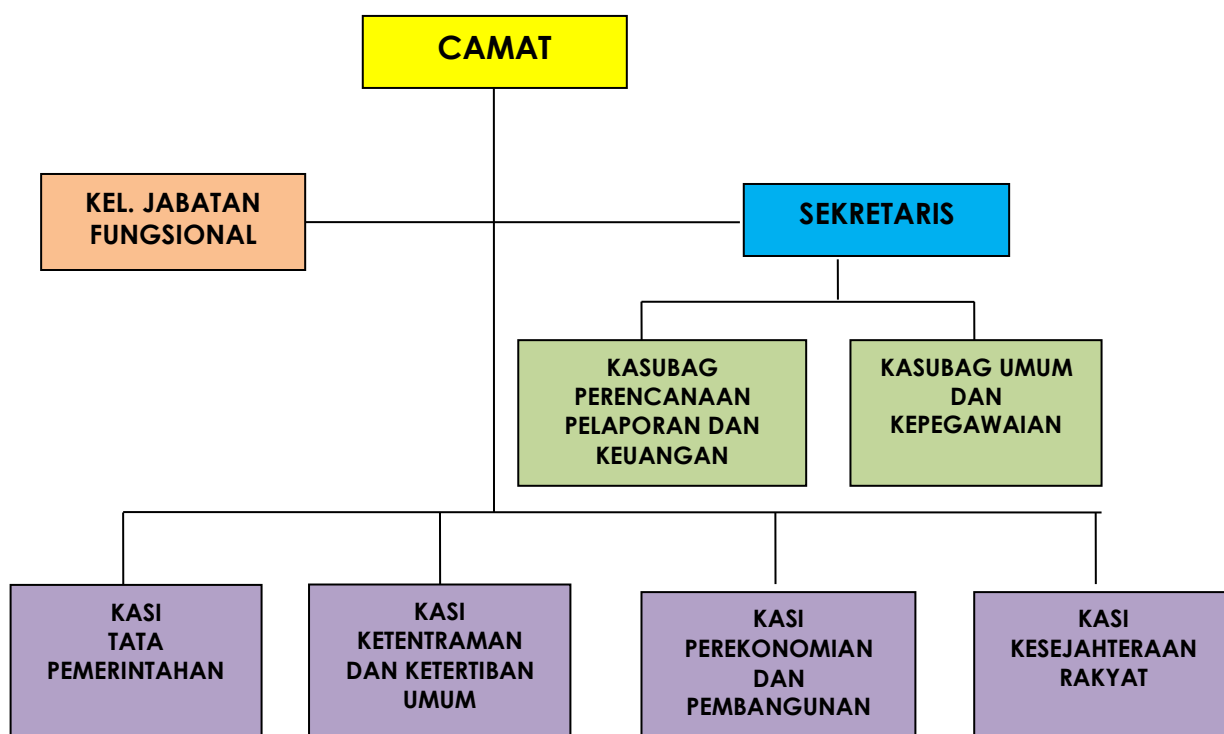 CAMAT
KEL. JABATAN
FUNGSIONAL
SEKRETARIS
KASUBAG
PERENCANAAN
PELAPORAN DAN
KEUANGAN
KASUBAG UMUM
DAN
KEPEGAWAIAN
KASI
TATA
PEMERINTAHAN
KASI
KETENTRAMAN
DAN KETERTIBAN
UMUM
KASI
PEREKONOMIAN
DAN
PEMBANGUNAN
KASI
KESEJAHTERAAN
RAKYAT